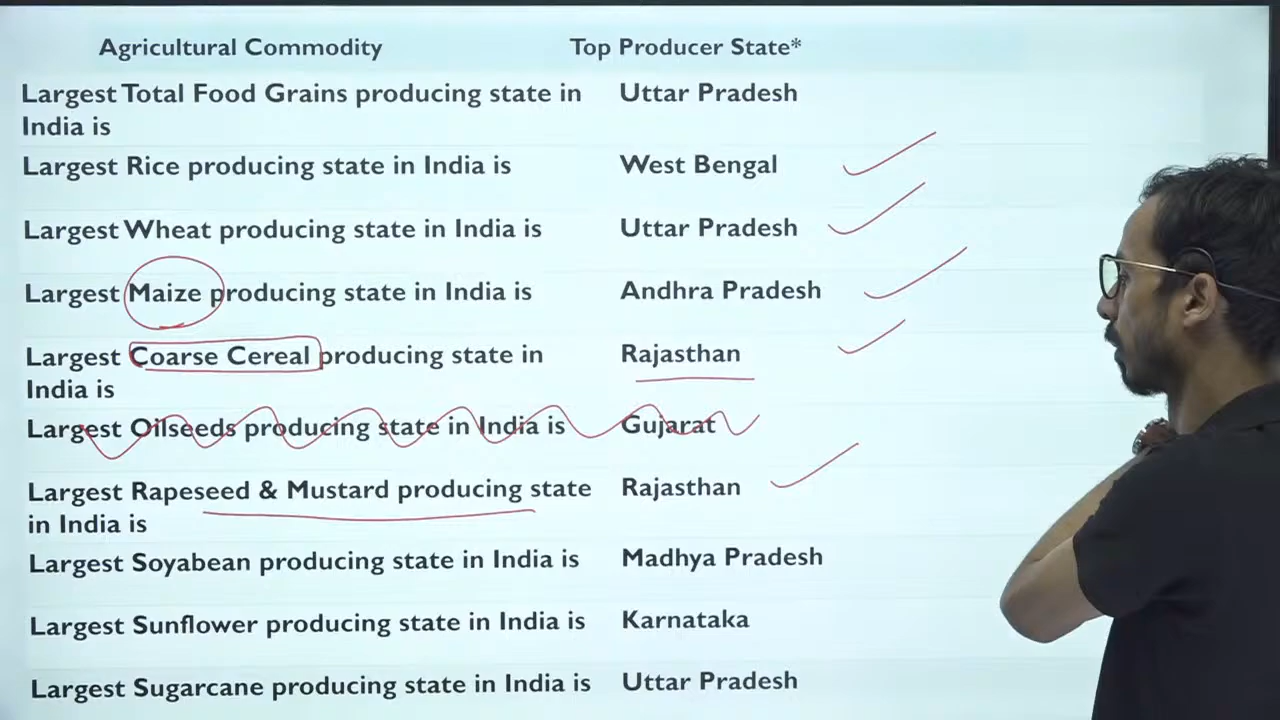 Agricultural Commodity Top Producer State*
Largest Total Food Grains producing state in Uttar Pradesh
India is
Largest Rice producing state in India is West Bengal
Largest Wheat producing state in India is Uttar Pradesh
Largest Maize producing state in India is Andhra Pradesh
Largest Coarse Cereal producing state in Rajasthan
India is
Largest Oilseeds producing state in India is Gujarat
Largest Rapeseed & Mustard producing state Rajasthan
in India is
Largest Soyabean producing state in India is Madhya Pradesh
Largest Sunflower producing state in India is Karnataka
Largest Sugarcane producing state in India is Uttar Pradesh